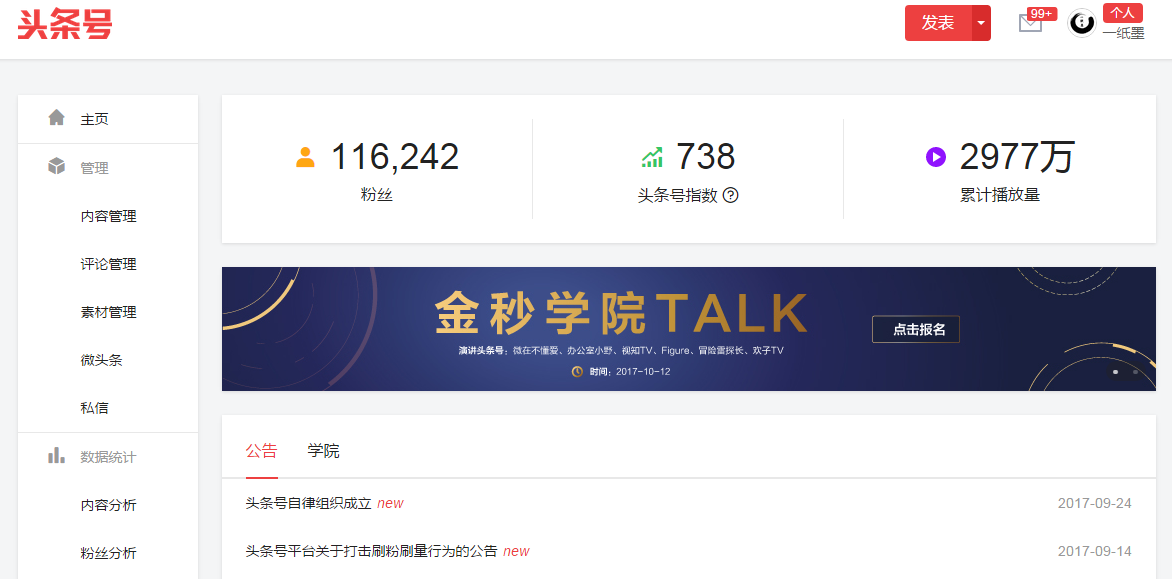 头条号
发表
99+
个人
一纸墨
主页
管理
内容管理
评论管理
素材管理
微头条
私信
数据统计
内容分析
粉丝分析
116,242
粉丝
738
头条号指数 ?
2977万
累计播放量
金秒学院TALK
演讲头条号：微在不懂爱、办公室小野、视知TV、Figure、冒险雷探长、欢子TV
时间：2017-10-12
点击报名
公告 学院
头条号自律组织成立 new 2017-09-24
头条号平台关于打击刷粉刷量行为的公告 new 2017-09-14